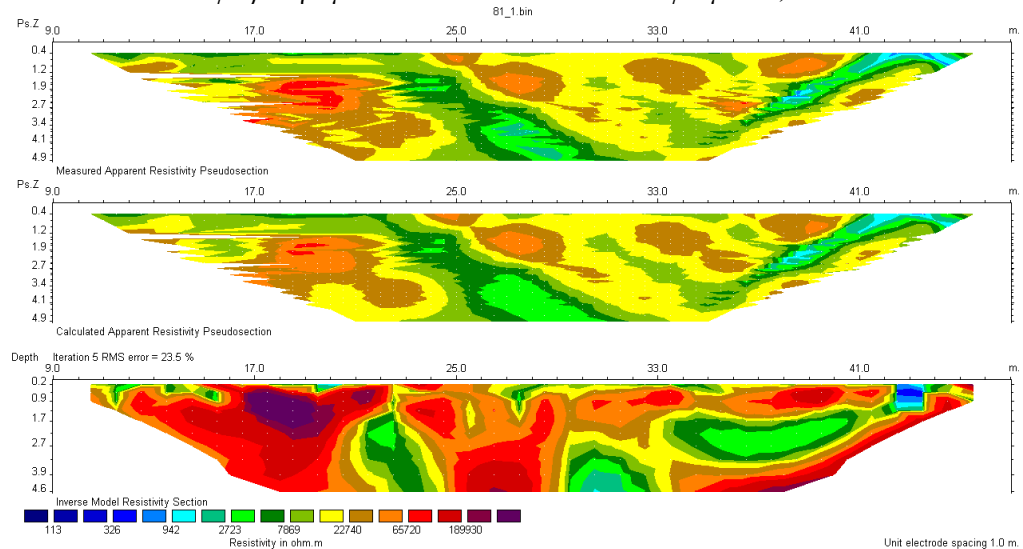 81_1.bin
Ps.Z 9.0 17.0 25.0 33.0 41.0 m.
0.4
1.2
1.9
2.7
3.4
4.1
4.9
Measured Apparent Resistivity Pseudosection
Ps.Z 9.0 17.0 25.0 33.0 41.0 m.
0.4
1.2
1.9
2.7
3.4
4.1
4.9
Calculated Apparent Resistivity Pseudosection
Depth Iteration 5 RMS error = 23.5 %
9.0 17.0 25.0 33.0 41.0 m.
0.2
0.9
1.7
2.7
3.9
4.6
Inverse Model Resistivity Section
113 326 942 2723 7869 22740 65720 189930
Resistivity in ohm.m
Unit electrode spacing 1.0 m.